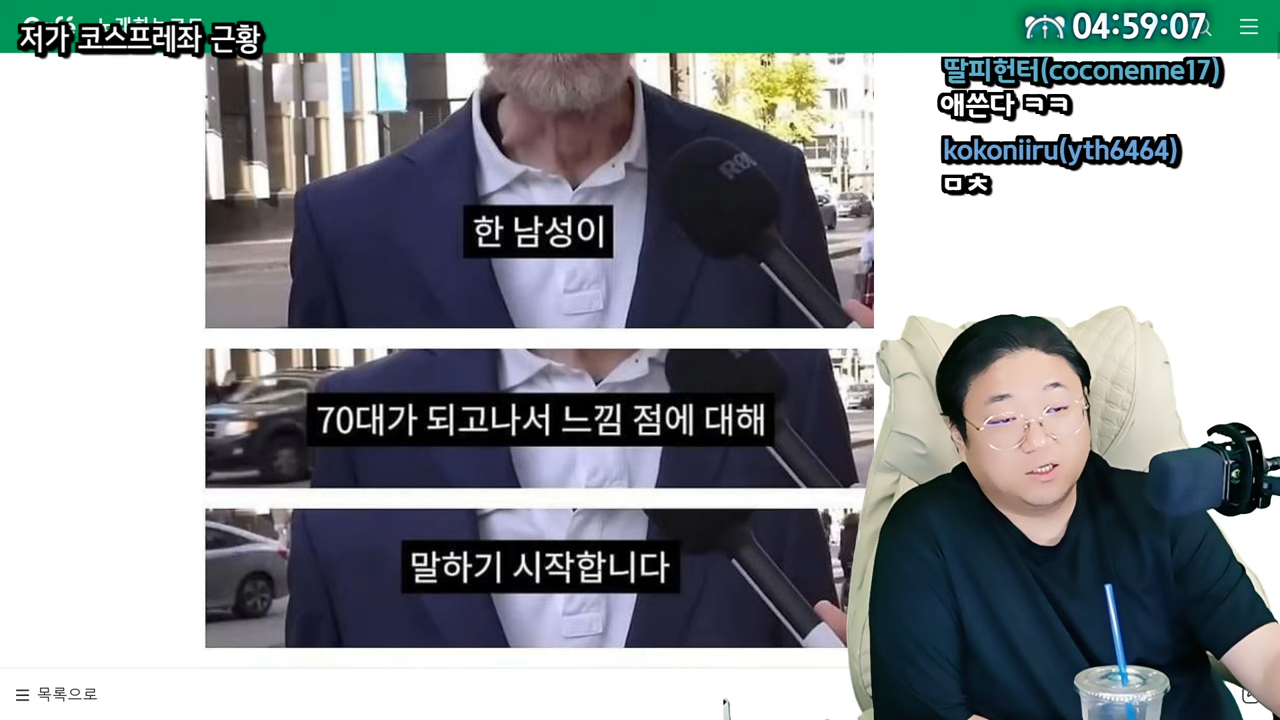 저가 코스프레좌 근황
04:59:07
딸피헌터(coconenne17)
애쓴다 ㅋㅋ
kokoniiru(yth6464)
ㅁㅊ
한 남성이
70대가 되고나서 느낌 점에 대해
말하기 시작합니다
목록으로